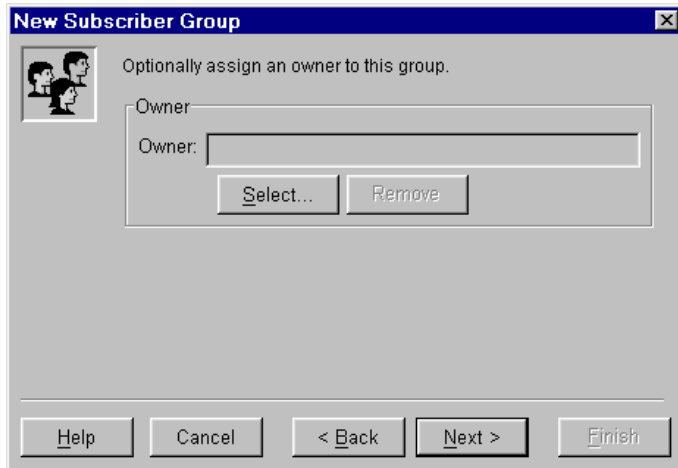 New Subscriber Group
Optionally assign an owner to this group.
Owner
Owner:
Select... Remove
Help Cancel < Back Next > Finish